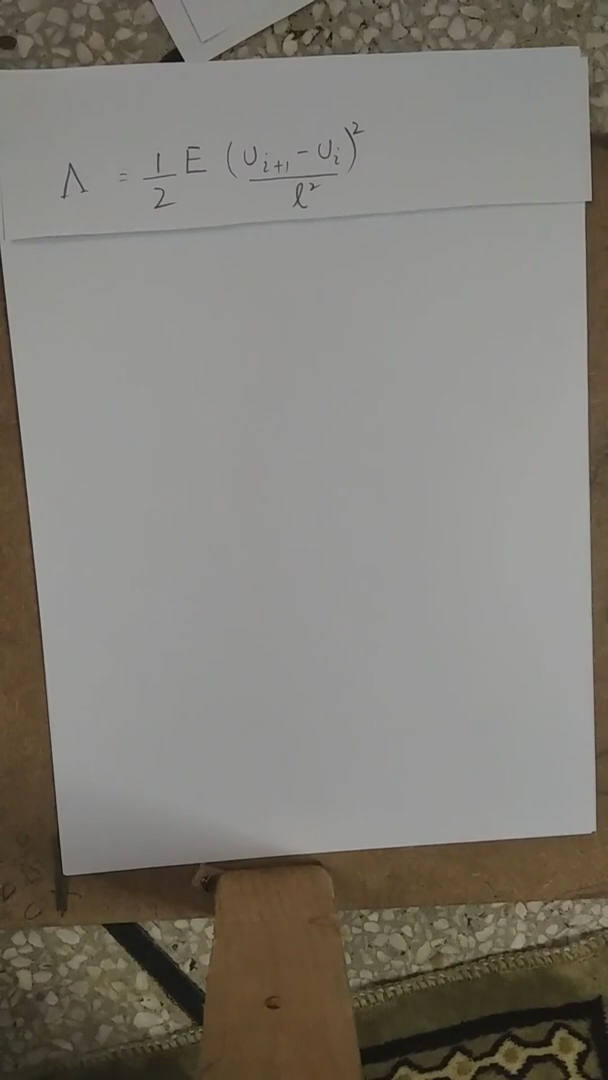 Λ = 1/2 E (U_{i+1} - U_i)^2 / l^2